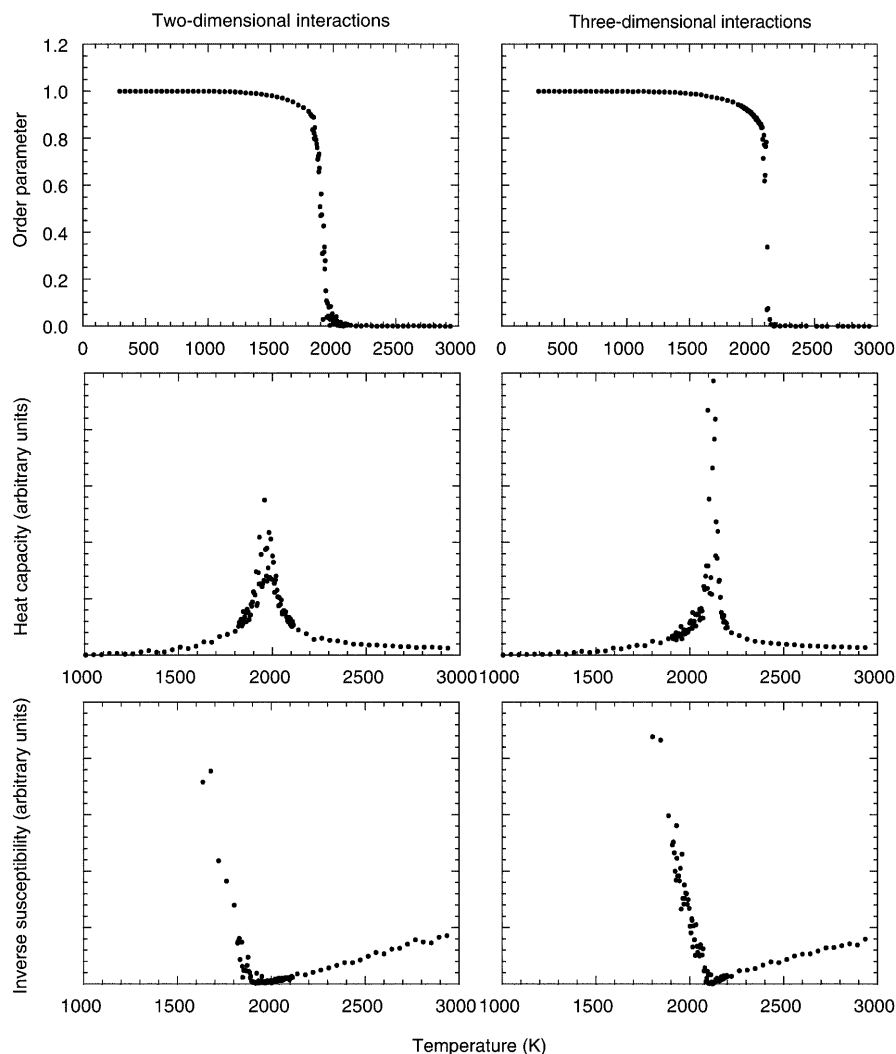 Two-dimensional interactions
Three-dimensional interactions
Order parameter
1.2
1.0
0.8
0.6
0.4
0.2
0.0
0 500 1000 1500 2000 2500 3000
0 500 1000 1500 2000 2500 3000
Heat capacity (arbitrary units)
1000 1500 2000 2500 3000
1000 1500 2000 2500 3000
Inverse susceptibility (arbitrary units)
1000 1500 2000 2500 3000
1000 1500 2000 2500 3000
Temperature (K)